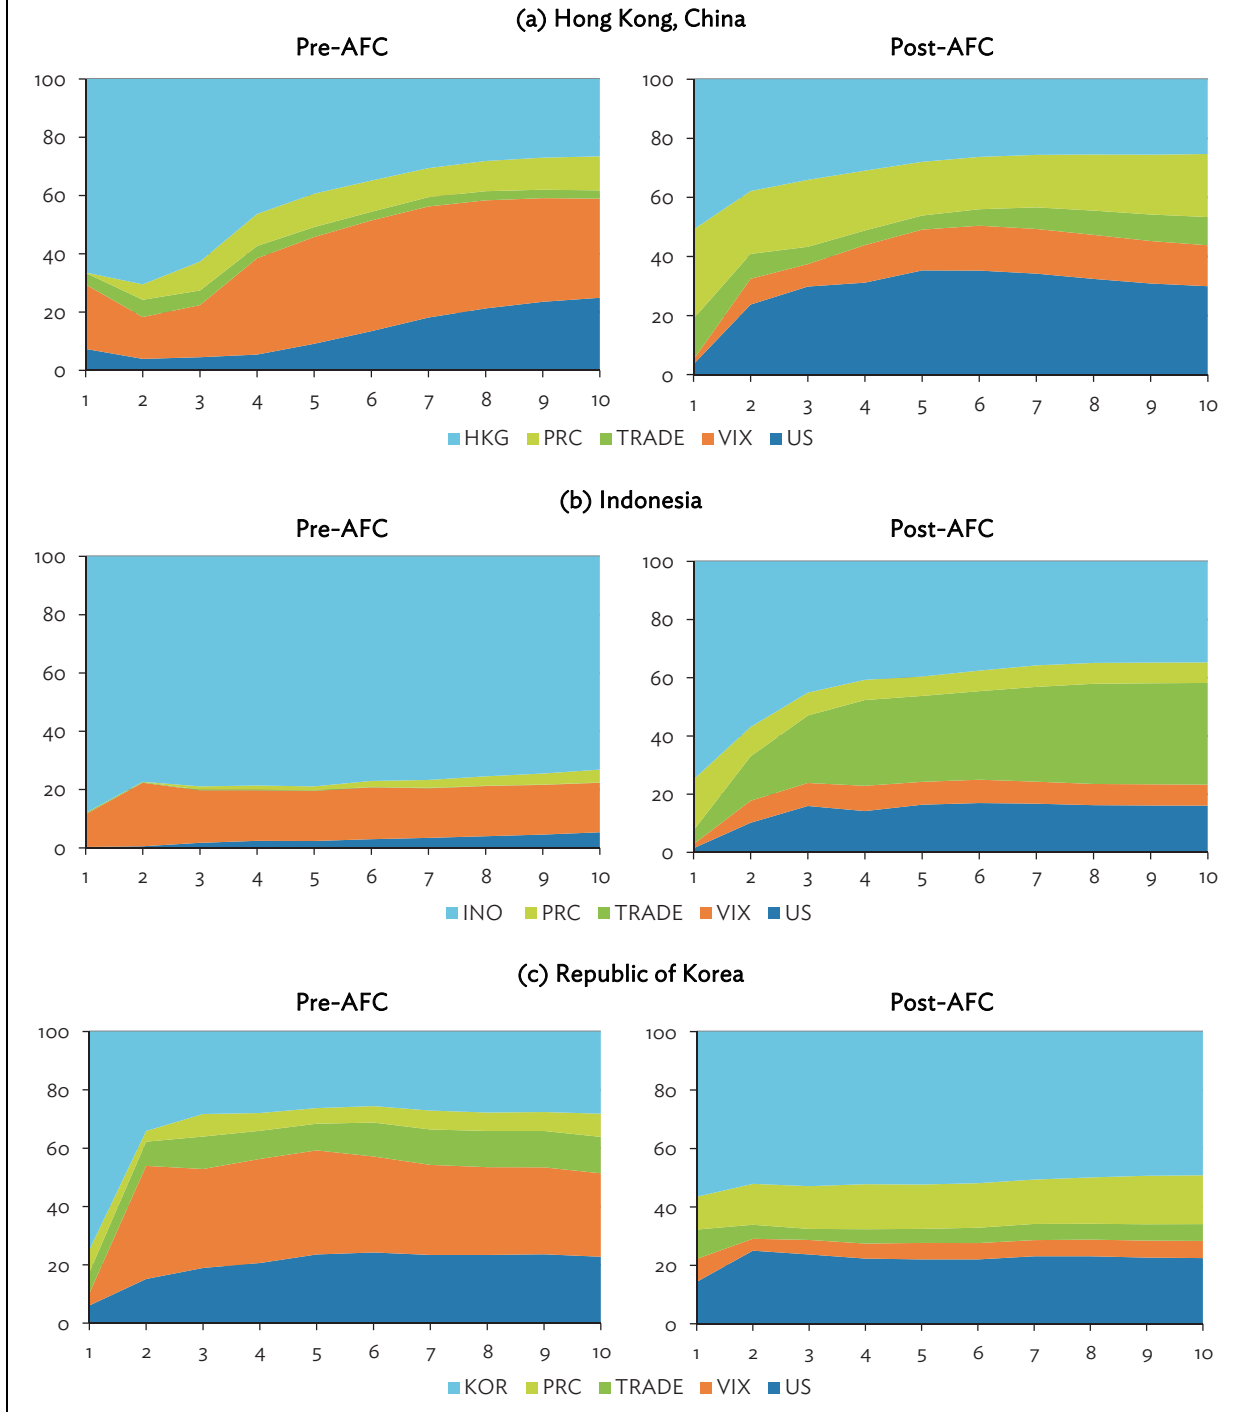 (a) Hong Kong, China
Pre-AFC Post-AFC
100 100
80 80
60 60
40 40
20 20
0 0
1 2 3 4 5 6 7 8 9 10 1 2 3 4 5 6 7 8 9 10
HKG PRC TRADE VIX US
(b) Indonesia
Pre-AFC Post-AFC
100 100
80 80
60 60
40 40
20 20
0 0
1 2 3 4 5 6 7 8 9 10 1 2 3 4 5 6 7 8 9 10
INO PRC TRADE VIX US
(c) Republic of Korea
Pre-AFC Post-AFC
100 100
80 80
60 60
40 40
20 20
0 0
1 2 3 4 5 6 7 8 9 10 1 2 3 4 5 6 7 8 9 10
KOR PRC TRADE VIX US